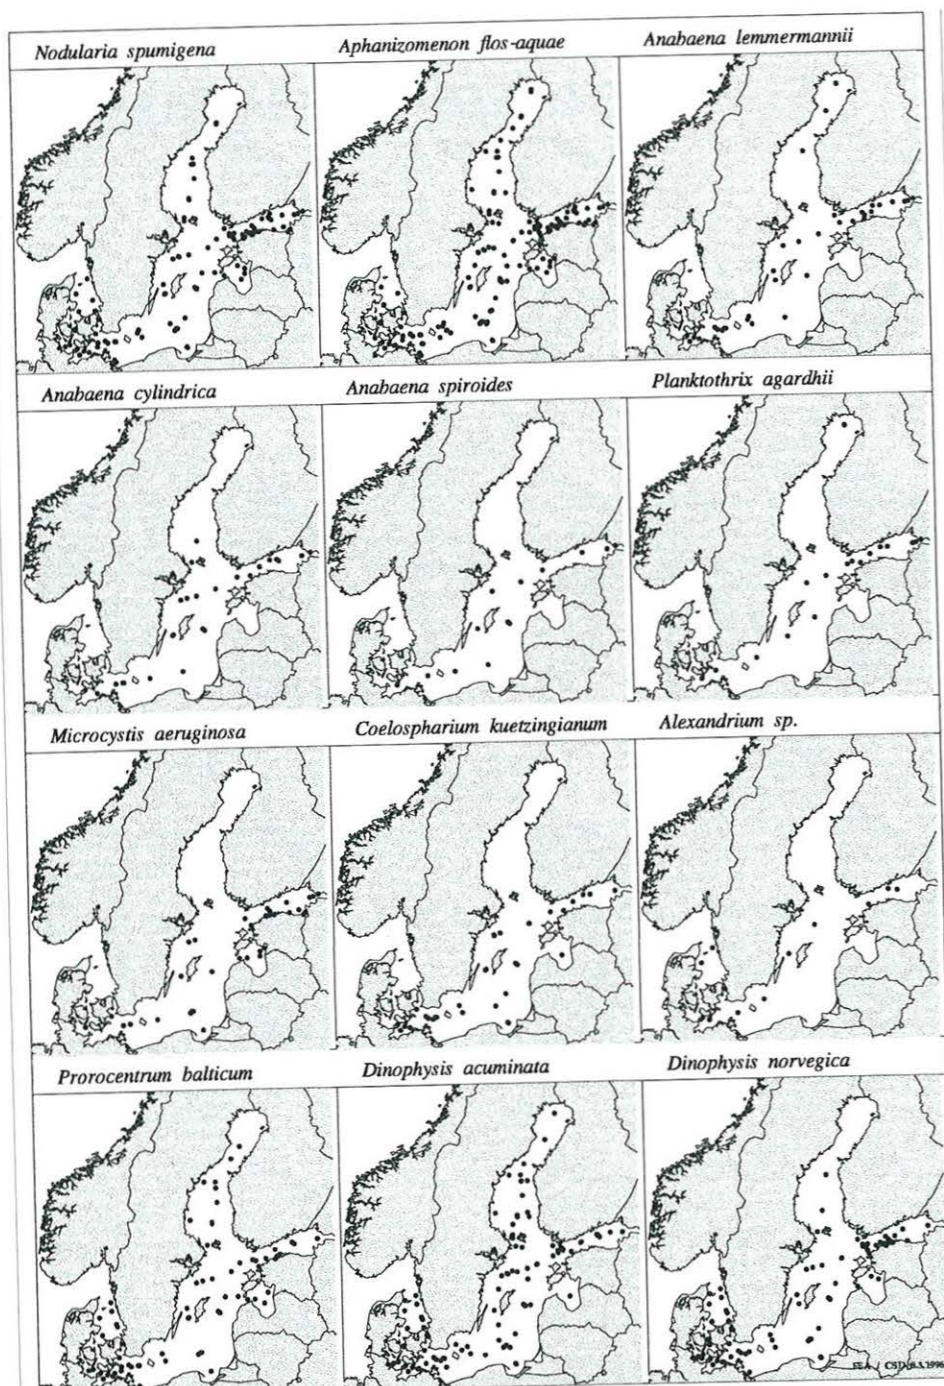 Nodularia spumigena Aphanizomenon flos-aquae Anabaena lemmermannii
Anabaena cylindrica Anabaena spiroides Planktothrix agardhii
Microcystis aeruginosa Coelospharium kuetzingianum Alexandrium sp.
Prorocentrum balticum Dinophysis acuminata Dinophysis norvegica